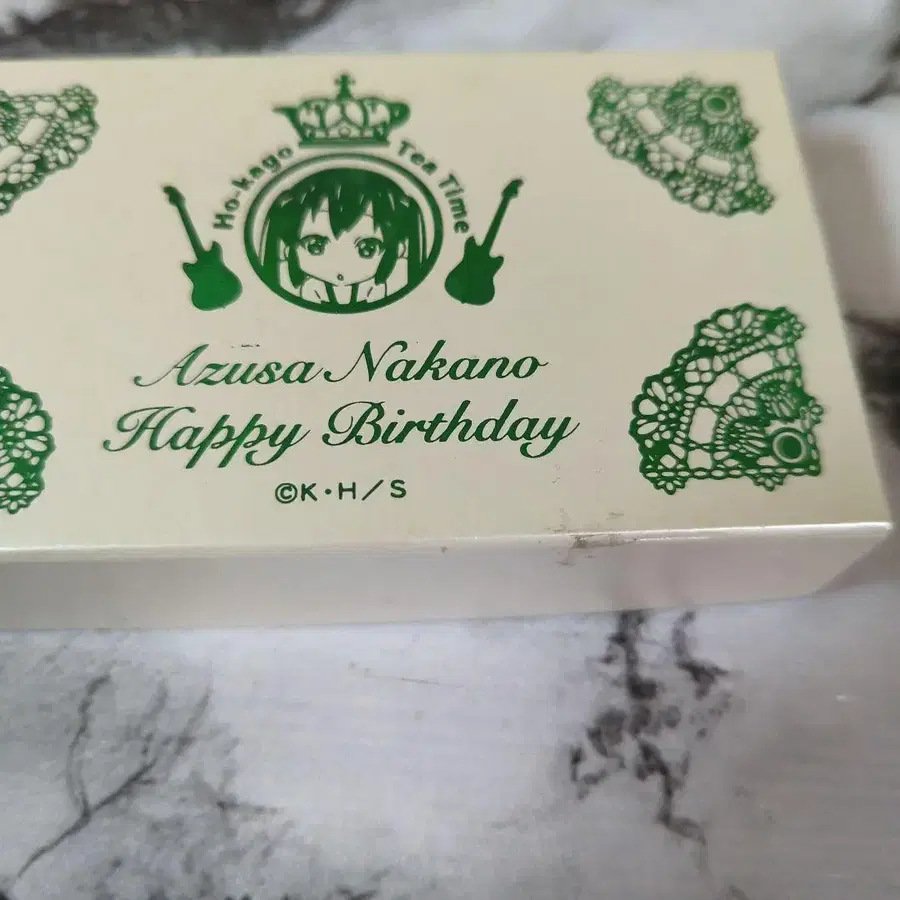 Ho-kago Tea Time
Azusa Nakano
Happy Birthday
©K・H/S